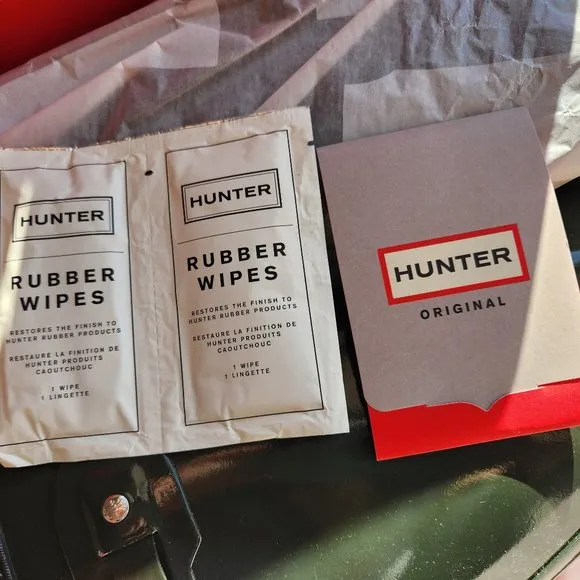 HUNTER
RUBBER
WIPES
RESTORES THE FINISH TO
HUNTER RUBBER PRODUCTS
RESTAURE LA FINITION DE
HUNTER PRODUITS
CAOUTCHOUC
1 WIPE
1 LINGETTE
HUNTER
RUBBER
WIPES
RESTORES THE FINISH TO
HUNTER RUBBER PRODUCTS
RESTAURE LA FINITION DE
HUNTER PRODUITS
CAOUTCHOUC
1 WIPE
1 LINGETTE
HUNTER
ORIGINAL